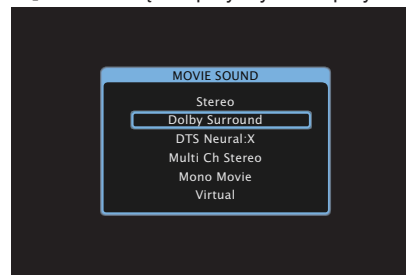 MOVIE SOUND
Stereo
Dolby Surround
DTS Neural:X
Multi Ch Stereo
Mono Movie
Virtual